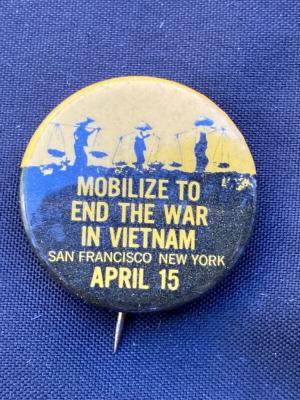 MOBILIZE TO
END THE WAR
IN VIETNAM
SAN FRANCISCO NEW YORK
APRIL 15